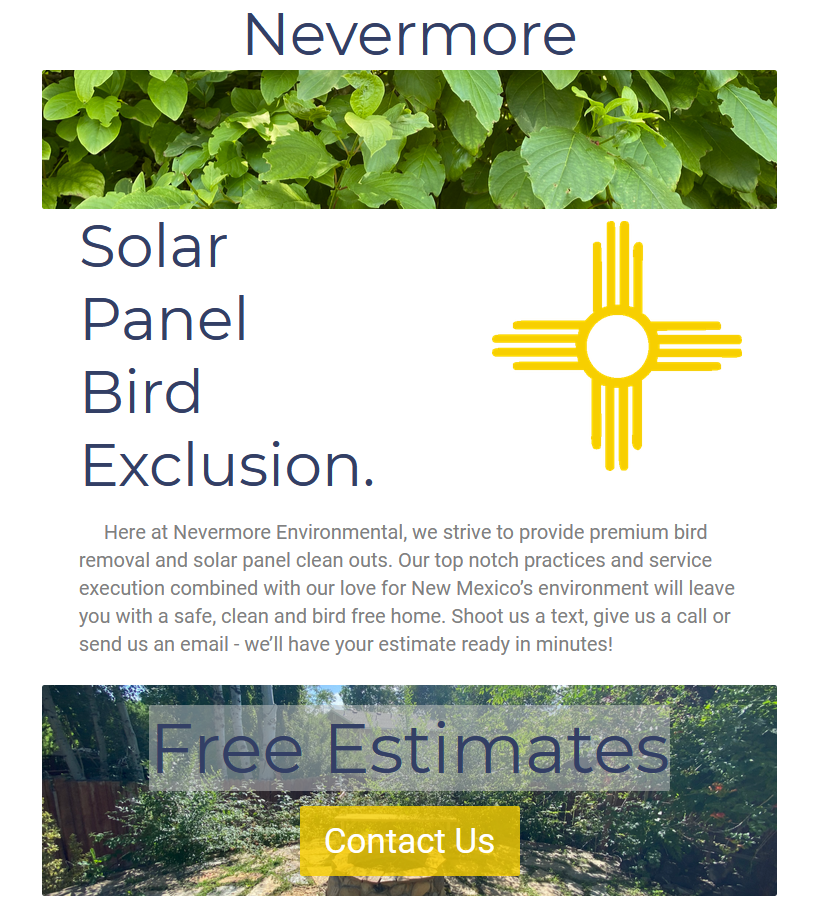 Nevermore
Solar
Panel
Bird
Exclusion.
Here at Nevermore Environmental, we strive to provide premium bird
removal and solar panel clean outs. Our top notch practices and service
execution combined with our love for New Mexico’s environment will leave
you with a safe, clean and bird free home. Shoot us a text, give us a call or
send us an email - we’ll have your estimate ready in minutes!
Free Estimates
Contact Us